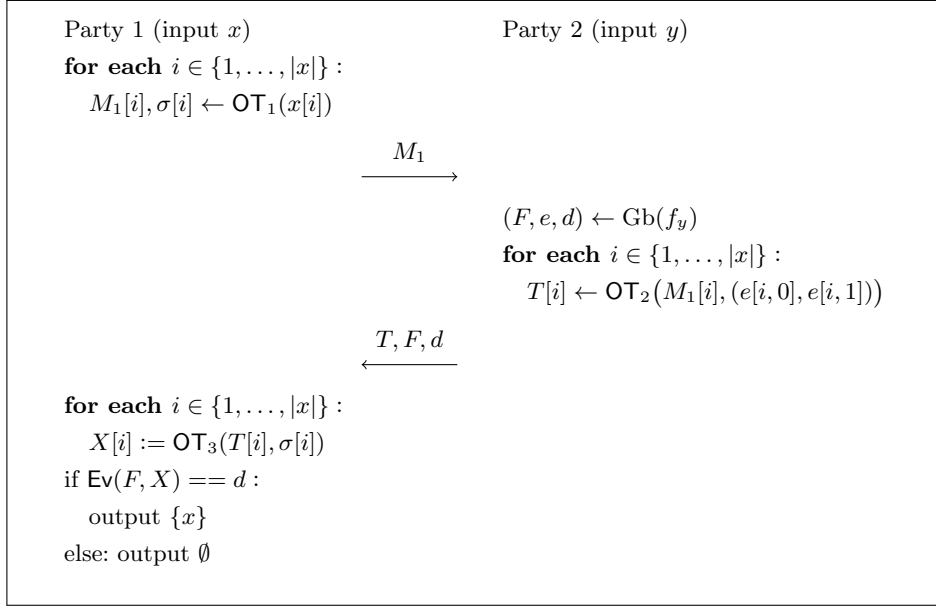 Party 1 (input x) Party 2 (input y)
for each i ∈ {1, . . . , |x|} :
M₁[i], σ[i] ← OT₁(x[i])
M₁
(F, e, d) ← Gb(f_y)
for each i ∈ {1, . . . , |x|} :
T[i] ← OT₂(M₁[i], (e[i, 0], e[i, 1]))
T, F, d
for each i ∈ {1, . . . , |x|} :
X[i] := OT₃(T[i], σ[i])
if Ev(F, X) == d :
output {x}
else: output ∅